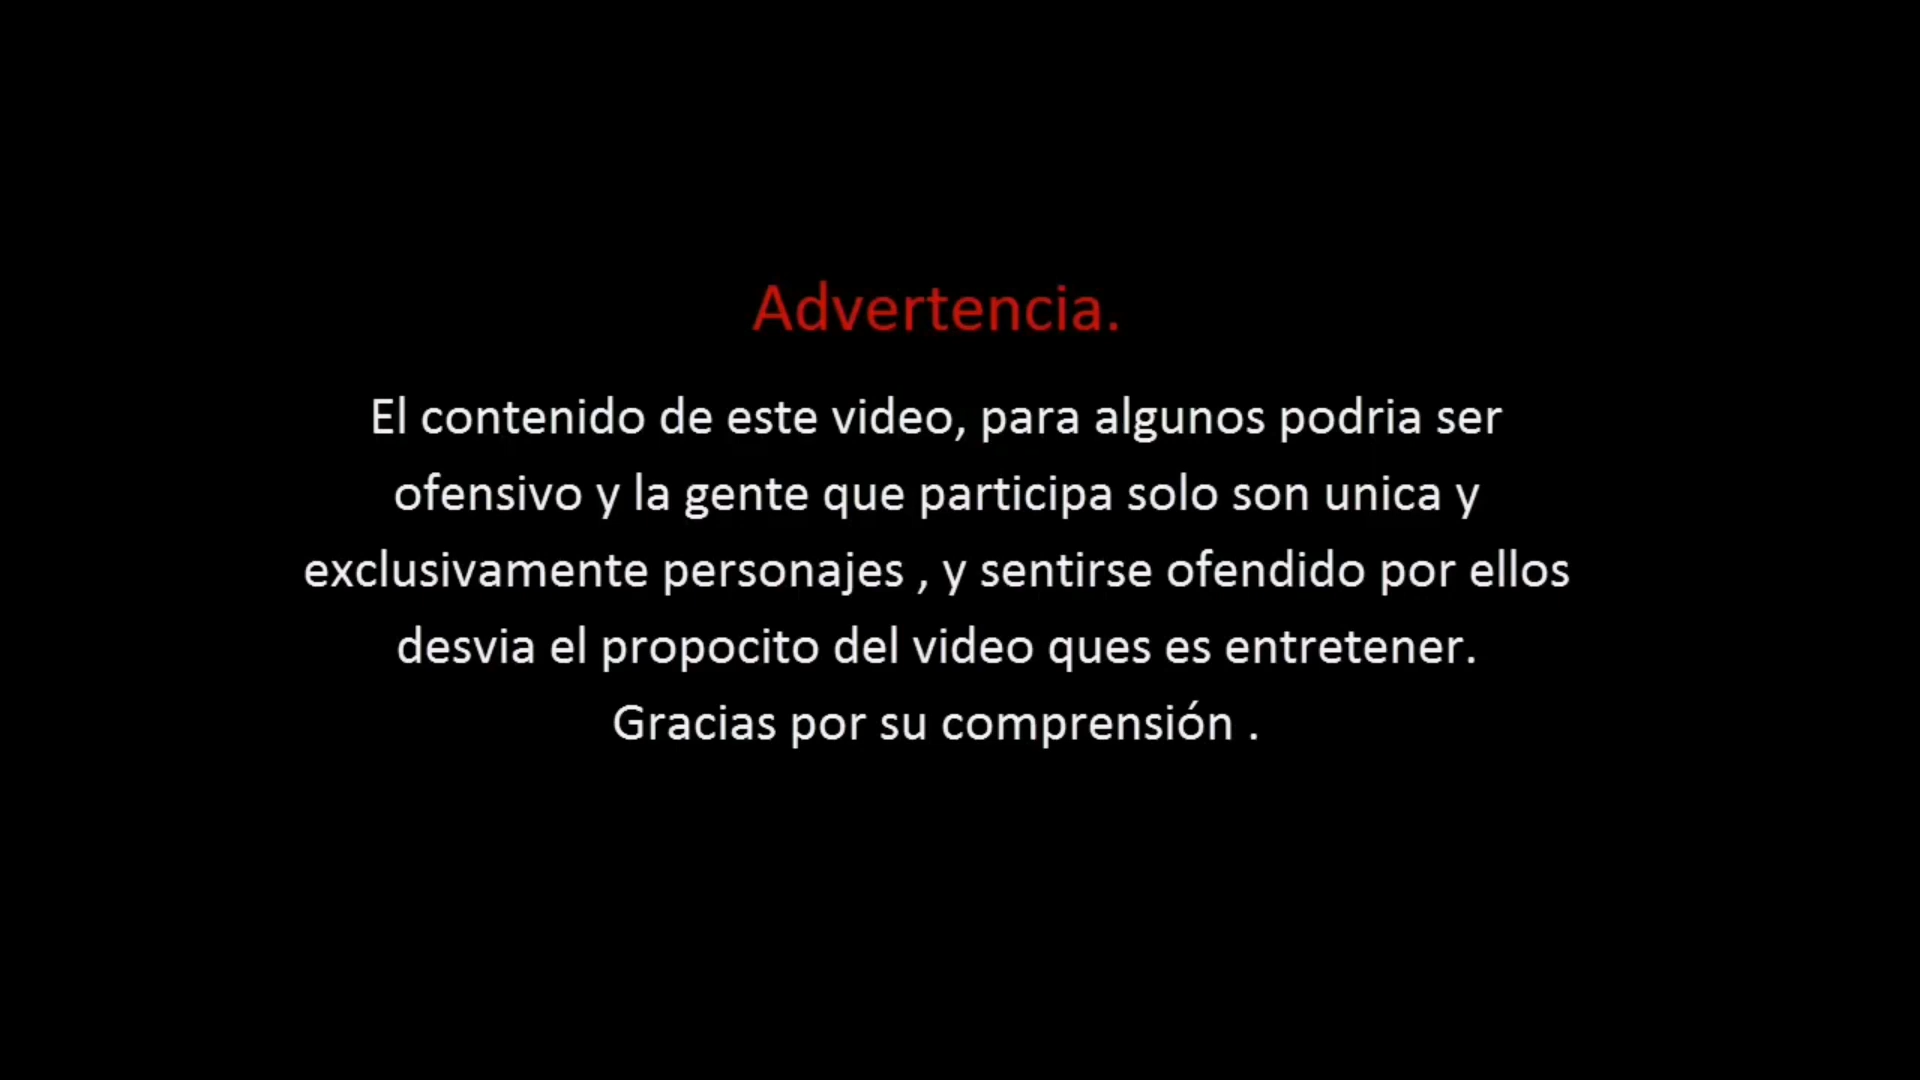 Advertencia.
El contenido de este video, para algunos podria ser
ofensivo y la gente que participa solo son unica y
exclusivamente personajes , y sentirse ofendido por ellos
desvia el propocito del video ques es entretener.
Gracias por su comprensión .